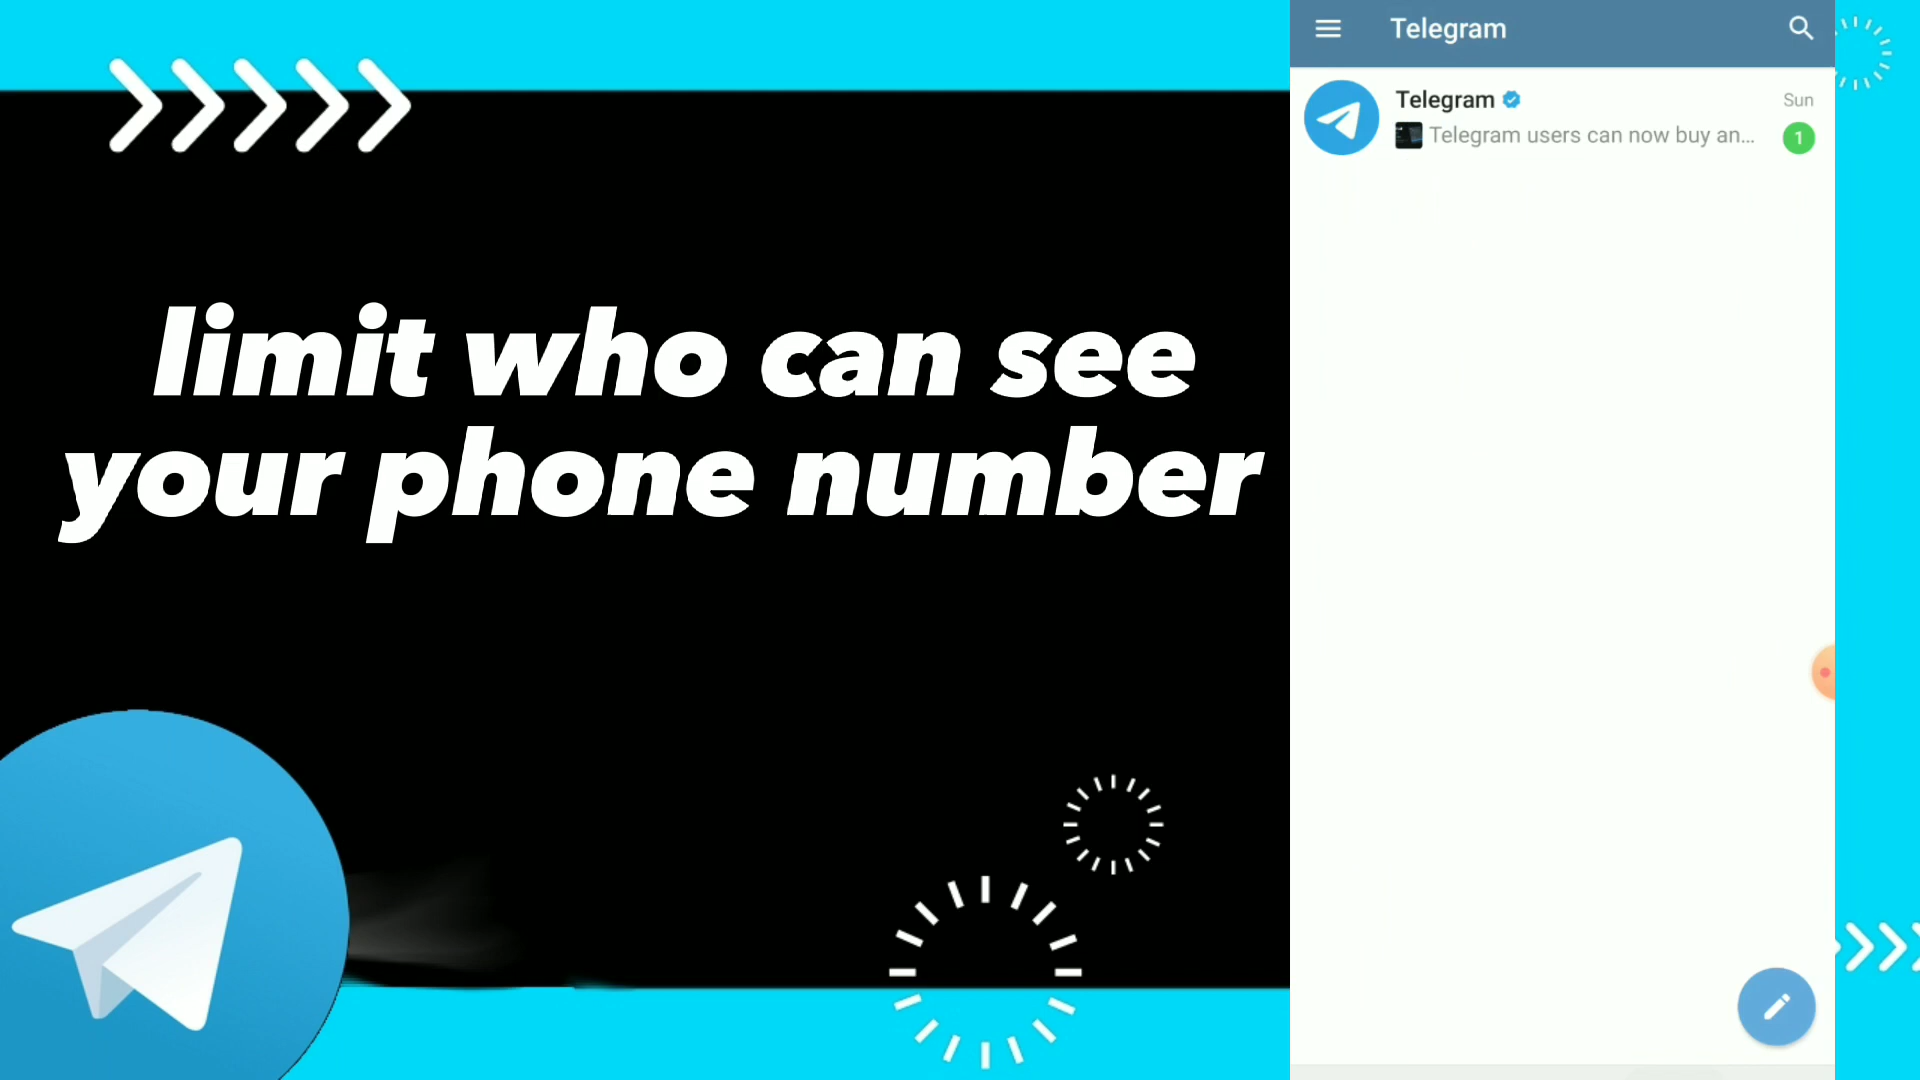 limit who can see
your phone number
Telegram
Telegram
Sun
Telegram users can now buy an...
1